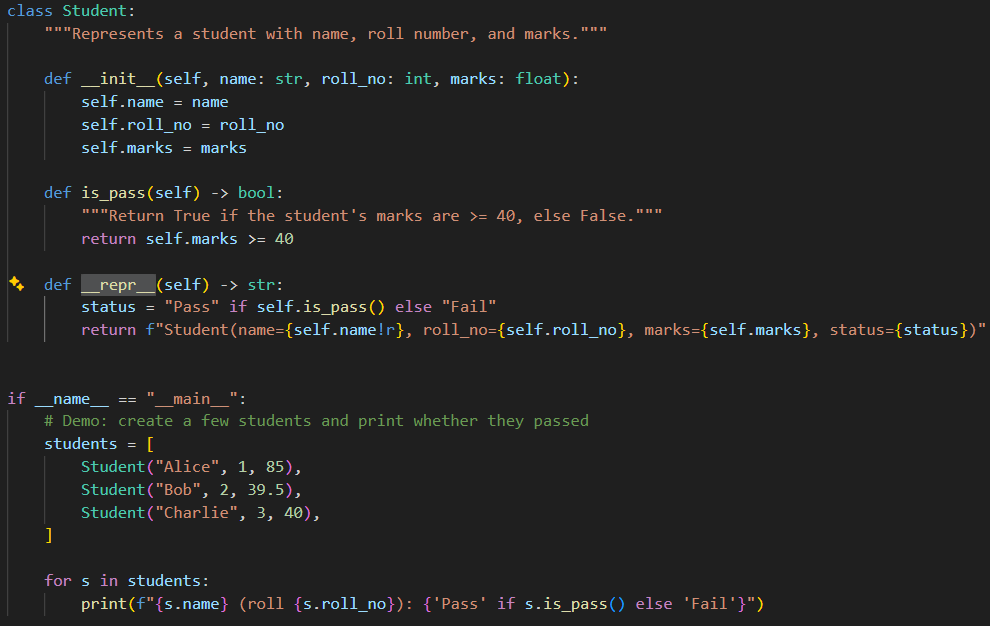 class Student:
    """Represents a student with name, roll number, and marks."""
    def __init__(self, name: str, roll_no: int, marks: float):
        self.name = name
        self.roll_no = roll_no
        self.marks = marks
    def is_pass(self) -> bool:
        """Return True if the student's marks are >= 40, else False."""
        return self.marks >= 40
    def __repr__(self) -> str:
        status = "Pass" if self.is_pass() else "Fail"
        return f"Student(name={self.name!r}, roll_no={self.roll_no}, marks={self.marks}, status={status})"
if __name__ == "__main__":
    # Demo: create a few students and print whether they passed
    students = [
        Student("Alice", 1, 85),
        Student("Bob", 2, 39.5),
        Student("Charlie", 3, 40),
    ]
    for s in students:
        print(f"{s.name} (roll {s.roll_no}): {'Pass' if s.is_pass() else 'Fail'}")